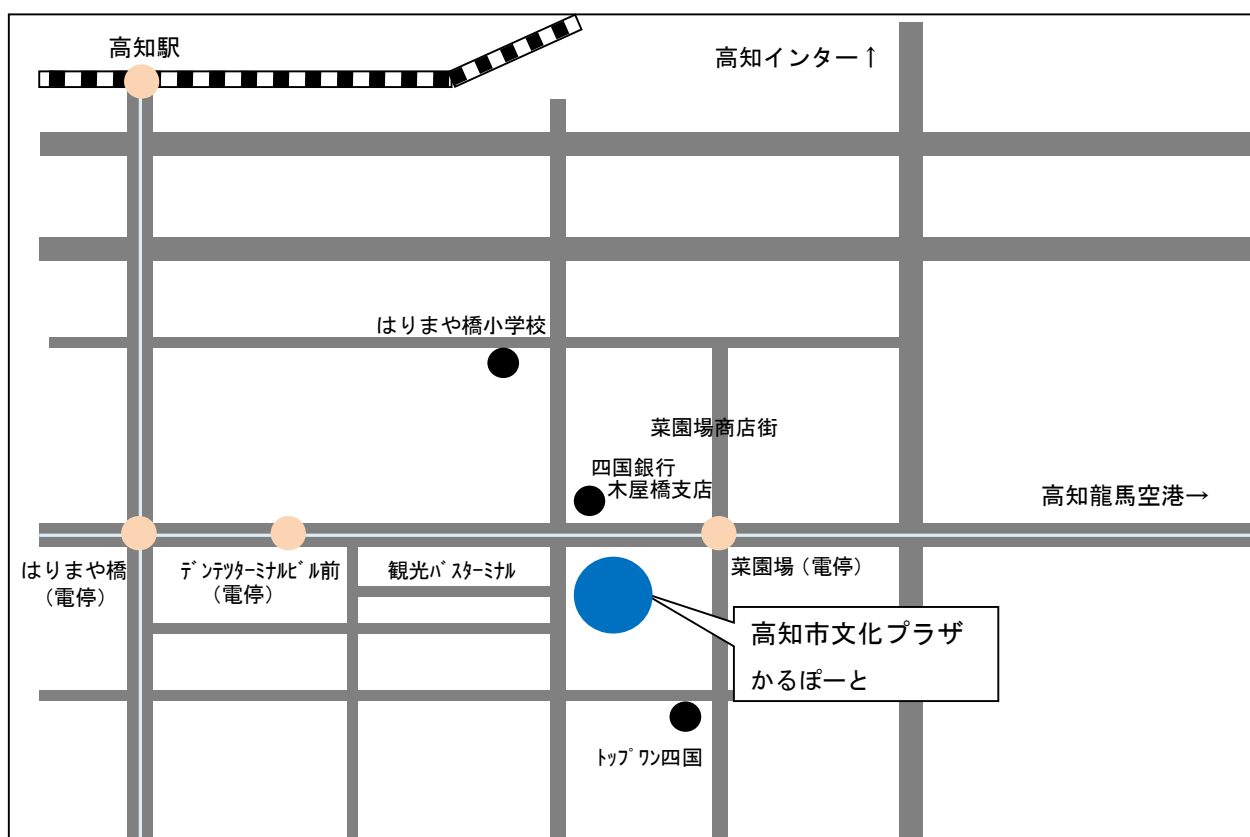 高知駅
高知インター↑
はりまや橋小学校
菜園場商店街
四国銀行
木屋橋支店
高知龍馬空港→
はりまや橋
（電停）
ﾃﾞﾝﾃﾂﾀｰﾐﾅﾙﾋﾞﾙ前
（電停）
観光ﾊﾞｽﾀｰﾐﾅﾙ
菜園場（電停）
高知市文化プラザ
かるぽーと
ﾄｯﾌﾟﾜﾝ四国